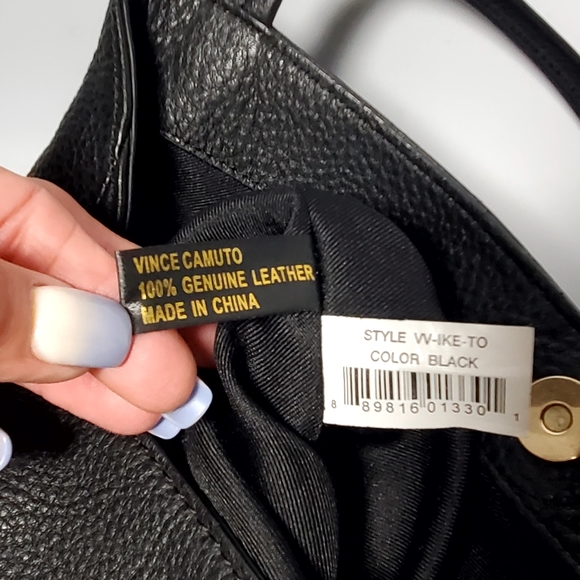 VINCE CAMUTO
100% GENUINE LEATHER
MADE IN CHINA
STYLE VV-IKE-TO
COLOR BLACK
8 89816 01330 1